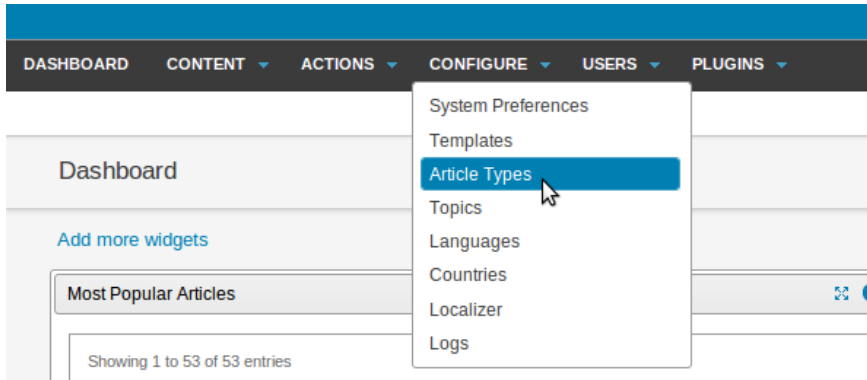 DASHBOARD CONTENT ACTIONS CONFIGURE USERS PLUGINS
System Preferences
Templates
Article Types
Topics
Languages
Countries
Localizer
Logs
Dashboard
Add more widgets
Most Popular Articles
Showing 1 to 53 of 53 entries